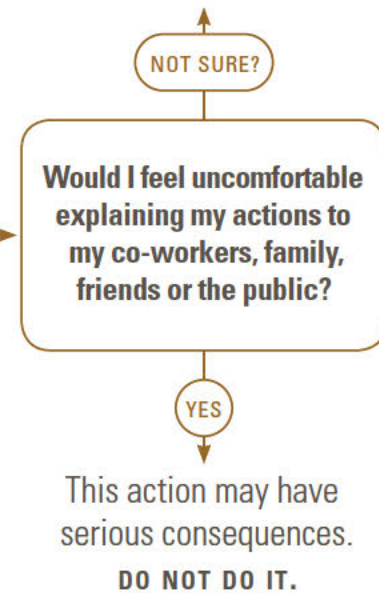 NOT SURE?
Would I feel uncomfortable
explaining my actions to
my co-workers, family,
friends or the public?
YES
This action may have
serious consequences.
DO NOT DO IT.